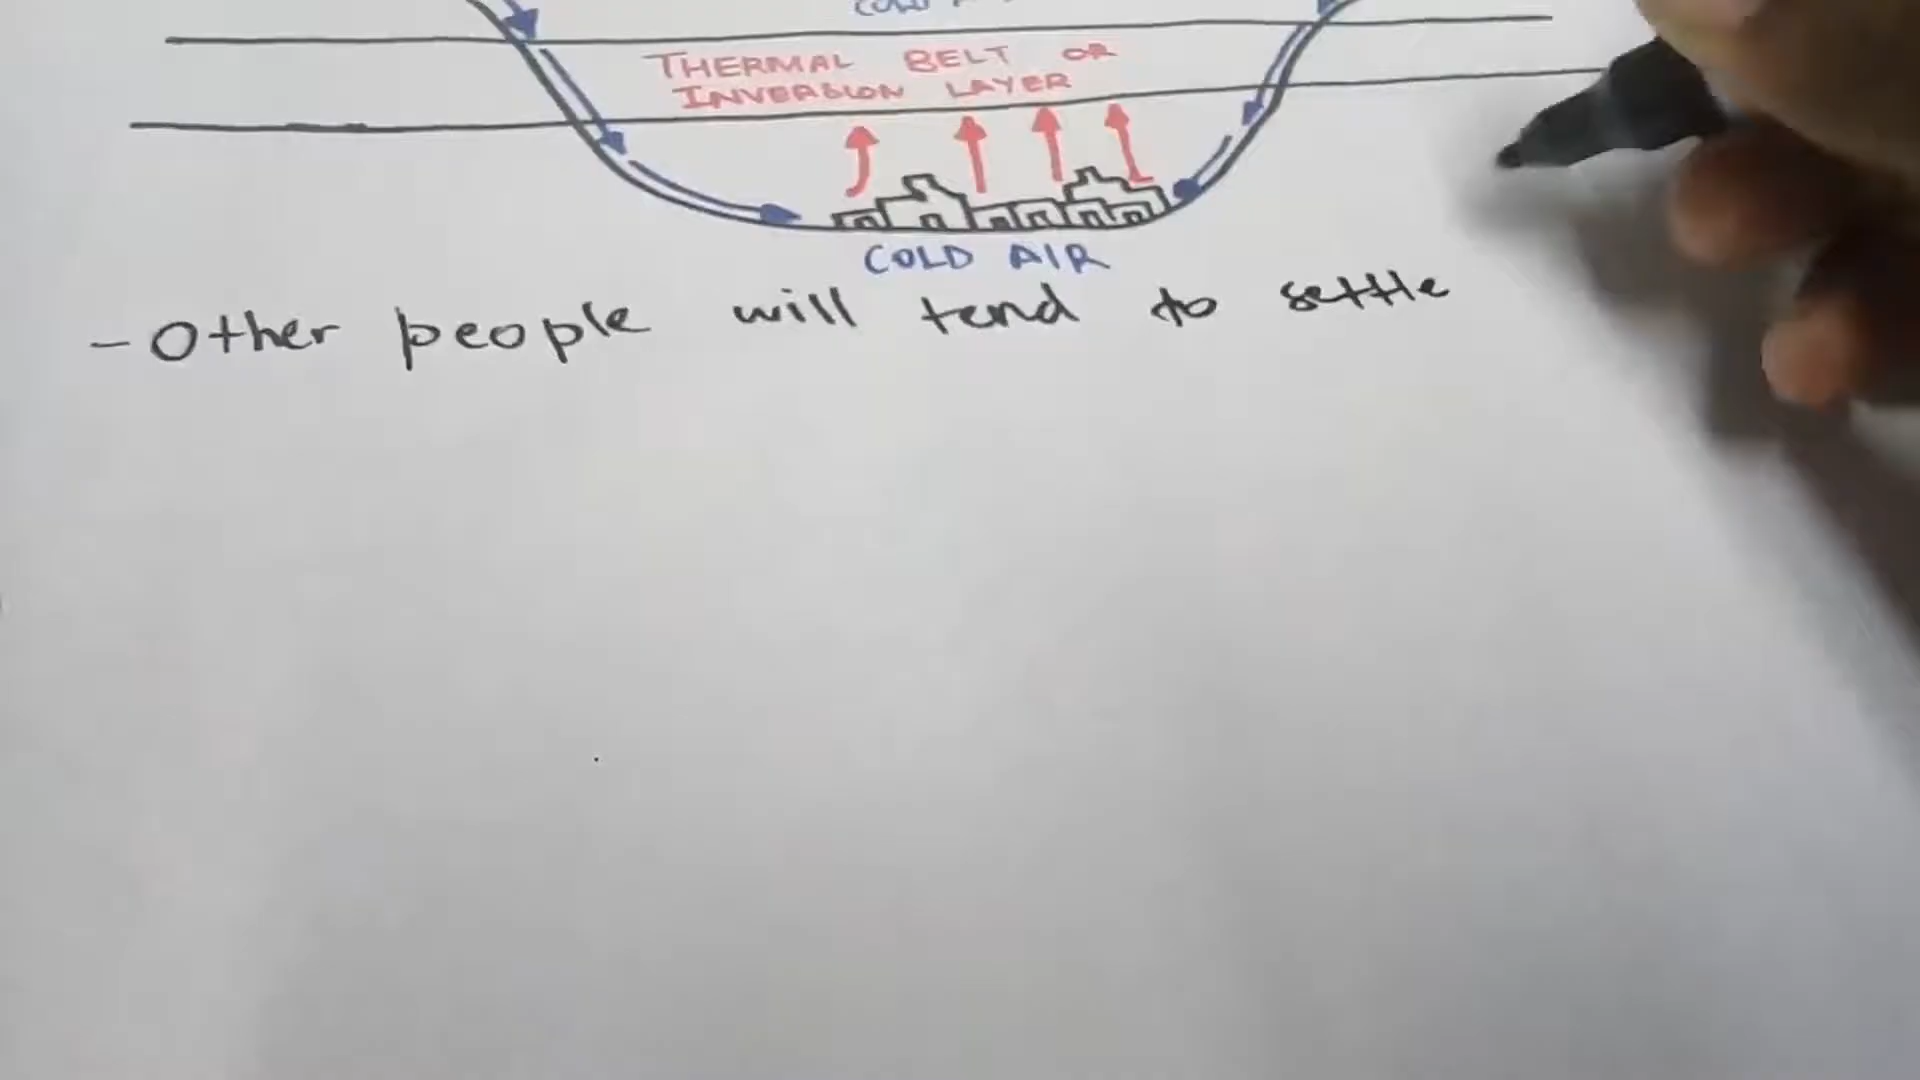 THERMAL BELT OR
INVERSION LAYER
COLD AIR
- Other people will tend to settle